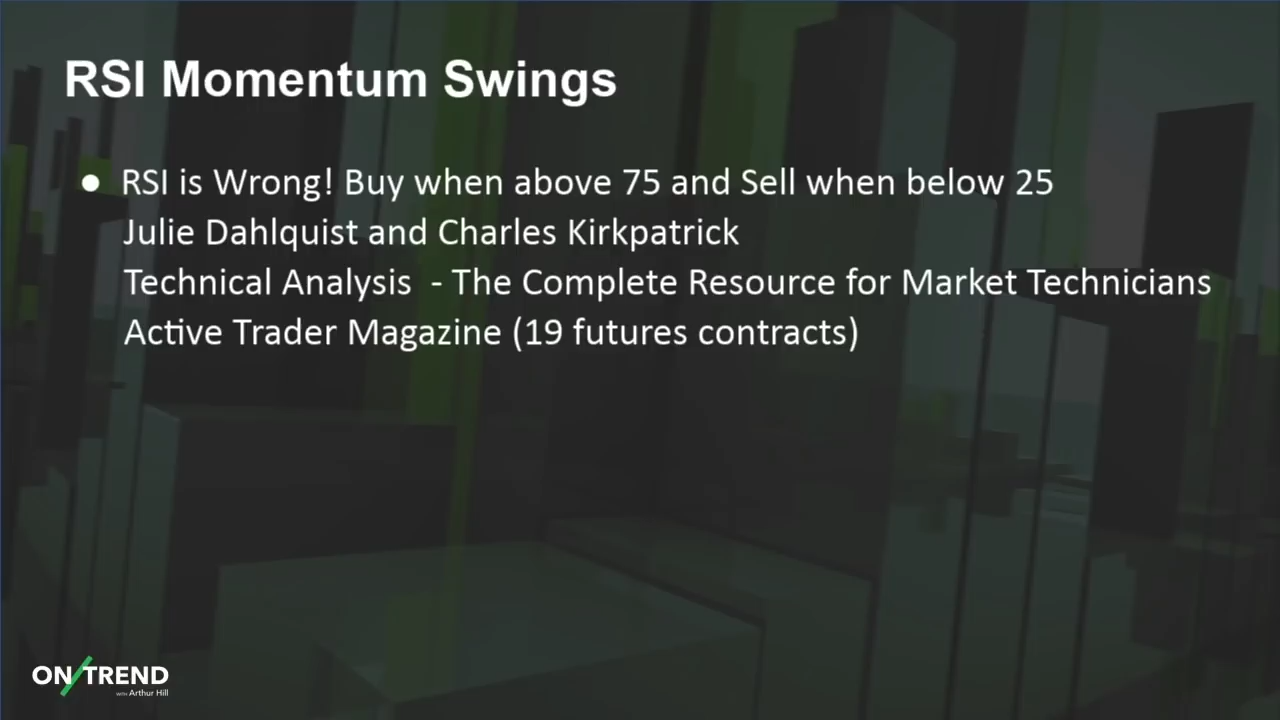 RSI Momentum Swings
● RSI is Wrong! Buy when above 75 and Sell when below 25
Julie Dahlquist and Charles Kirkpatrick
Technical Analysis - The Complete Resource for Market Technicians
Active Trader Magazine (19 futures contracts)
ON/TREND
WITH Arthur Hill